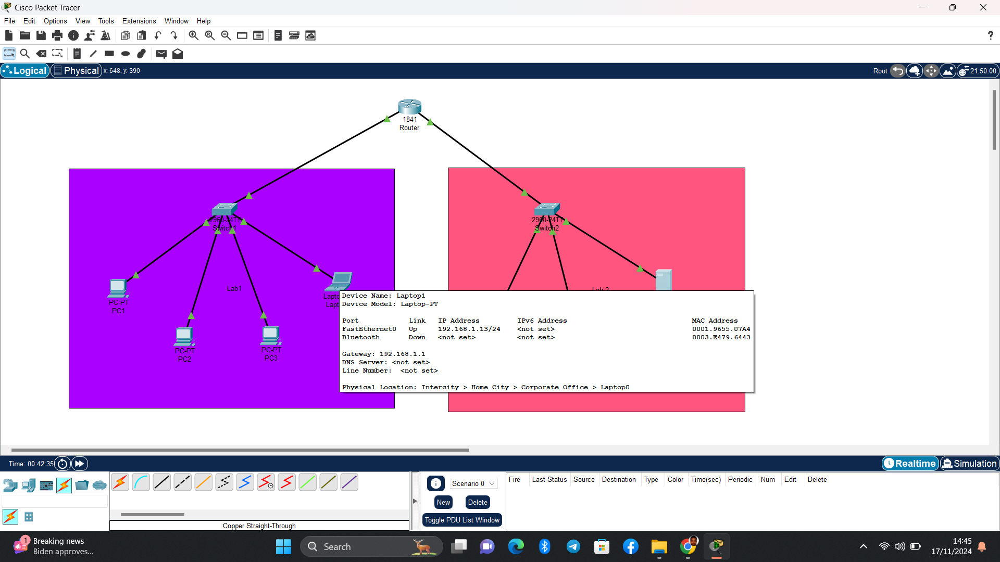 Cisco Packet Tracer
File Edit Options View Tools Extensions Window Help
?
Logical Physical x: 648, y: 390 Root 21:50:00
1841
Router
2960-24TT
Switch1
2960-24TT
Switch2
Lab1
PC-PT
PC1
PC-PT
PC2
PC-PT
PC3
Device Name: Laptop1
Device Model: Laptop-PT
Port Link IP Address IPv6 Address MAC Address
FastEthernet0 Up 192.168.1.13/24 <not set> 0001.9655.07A4
Bluetooth Down <not set> <not set> 0003.E479.6443
Gateway: 192.168.1.1
DNS Server: <not set>
Line Number: <not set>
Physical Location: Intercity > Home City > Corporate Office > Laptop0
Time: 00:42:35 Realtime Simulation
Scenario 0
New Delete
Toggle PDU List Window
Fire Last Status Source Destination Type Color Time(sec) Periodic Num Edit Delete
Copper Straight-Through
1
Breaking news
Biden approves...
Search
14:45
17/11/2024